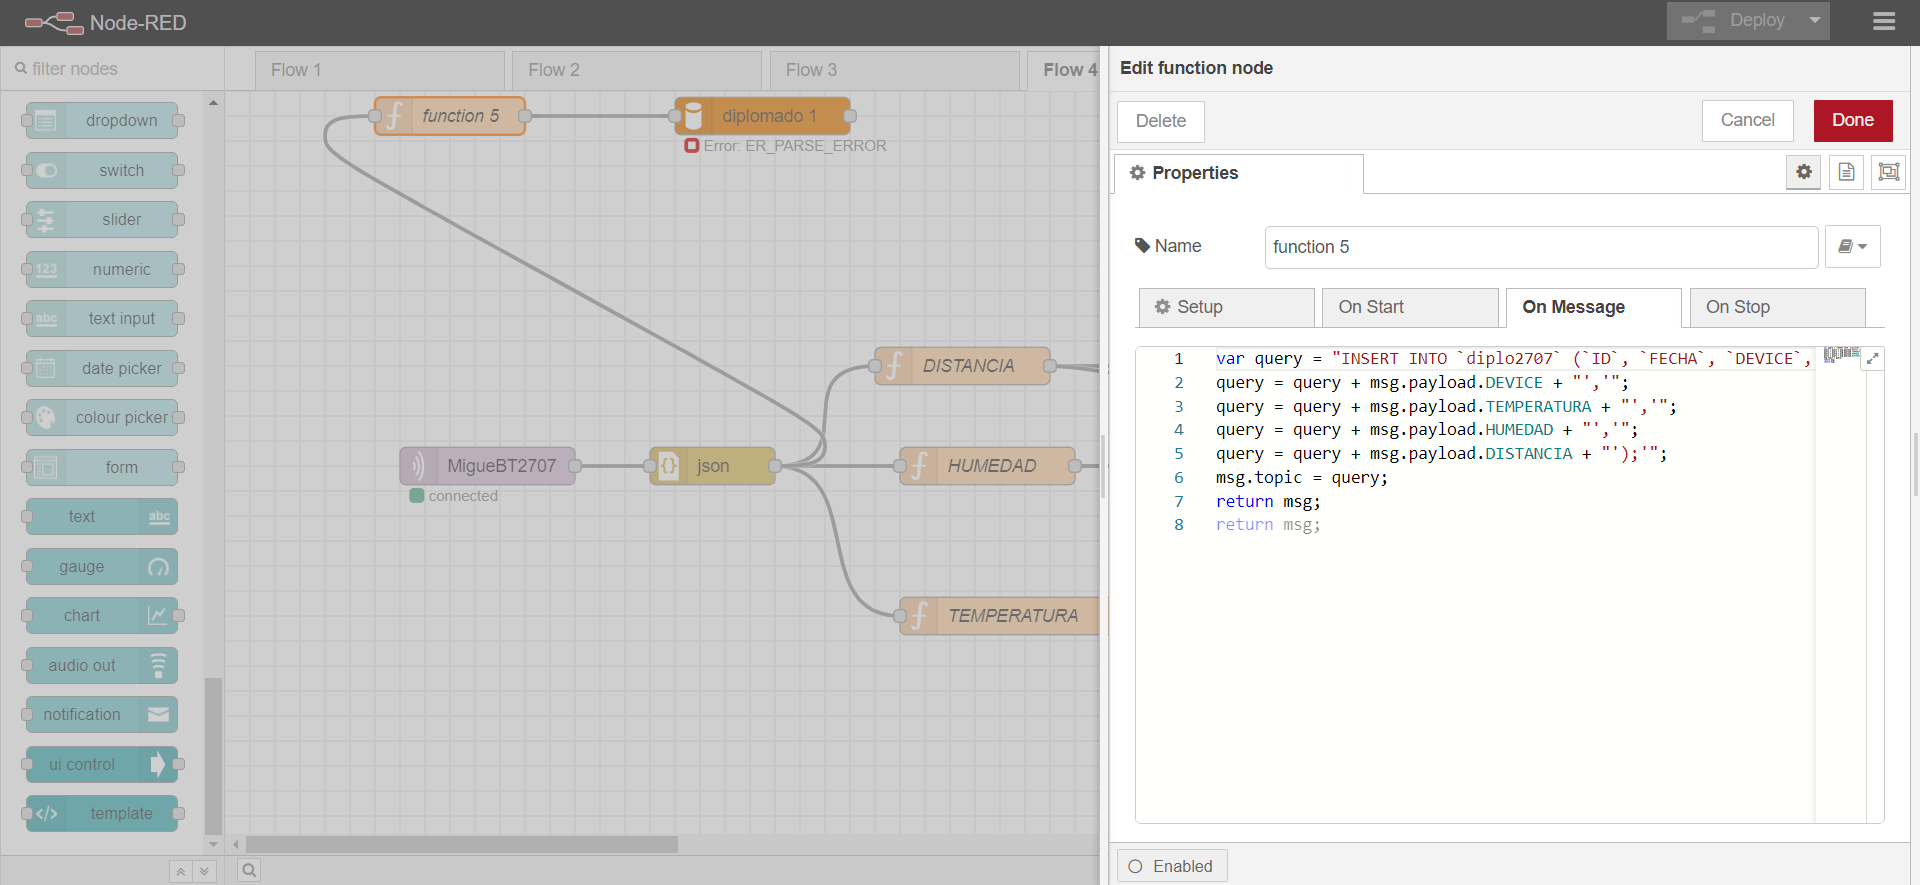 Node-RED
Deploy
filter nodes
Flow 1
Flow 2
Flow 3
Flow 4
dropdown
switch
slider
123
numeric
abc
text input
date picker
colour picker
form
text
abc
gauge
chart
audio out
notification
ui control
</>
template
function 5
diplomado 1
Error: ER_PARSE_ERROR
DISTANCIA
MigueBT2707
connected
{}
json
HUMEDAD
TEMPERATURA
Edit function node
Delete
Cancel
Done
Properties
Name
function 5
Setup
On Start
On Message
On Stop
1 var query = "INSERT INTO `diplo2707` (`ID`, `FECHA`, `DEVICE`,
2 query = query + msg.payload.DEVICE + "','";
3 query = query + msg.payload.TEMPERATURA + "','";
4 query = query + msg.payload.HUMEDAD + "','";
5 query = query + msg.payload.DISTANCIA + "');'";
6 msg.topic = query;
7 return msg;
8 return msg;
Enabled